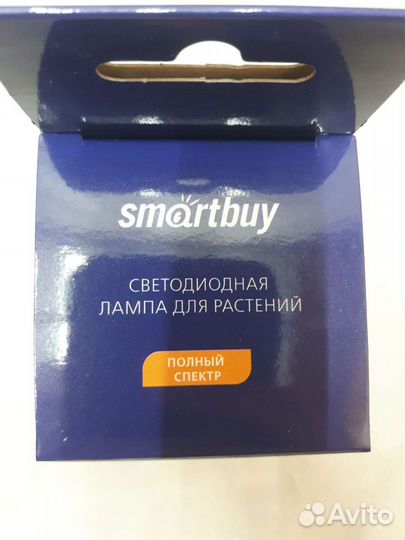 smartbuy
СВЕТОДИОДНАЯ
ЛАМПА ДЛЯ РАСТЕНИЙ
ПОЛНЫЙ
СПЕКТР
Avito